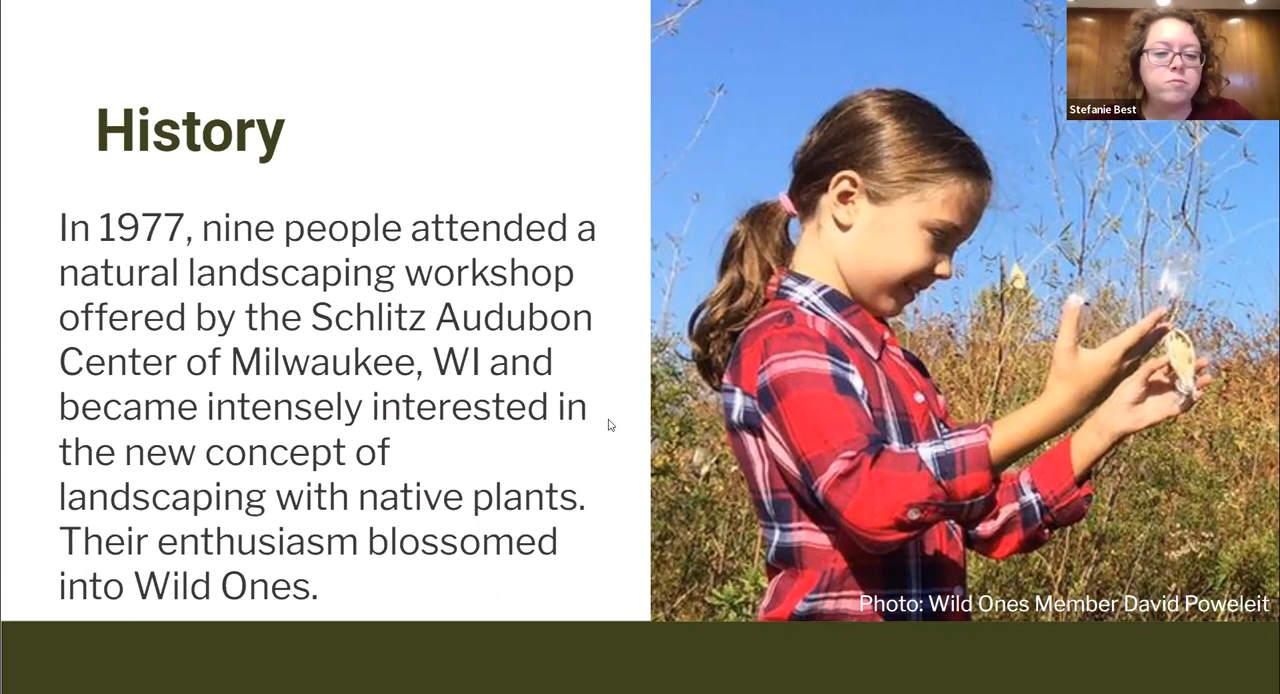 History
In 1977, nine people attended a
natural landscaping workshop
offered by the Schlitz Audubon
Center of Milwaukee, WI and
became intensely interested in
the new concept of
landscaping with native plants.
Their enthusiasm blossomed
into Wild Ones.
Stefanie Best
Photo: Wild Ones Member David Poweleit